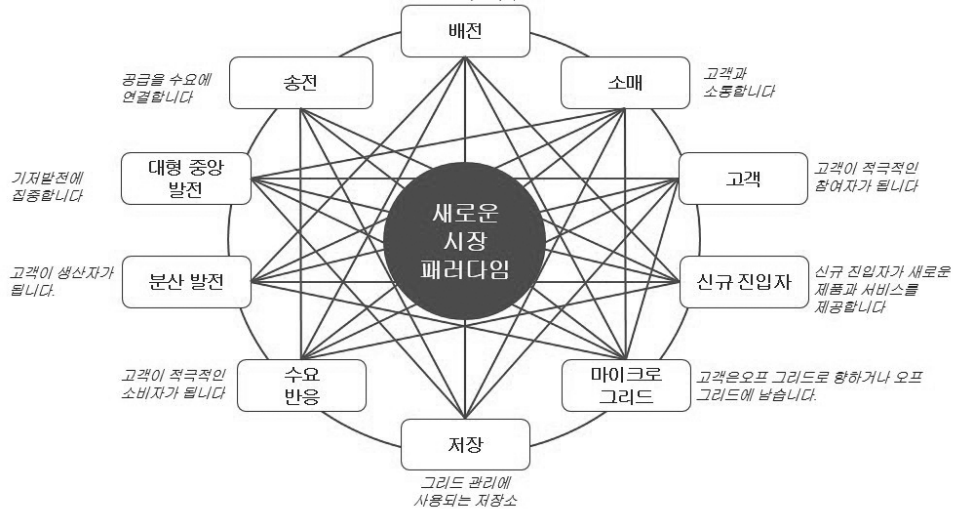 배전
송전
공급을 수요에
연결합니다
소매
고객과
소통합니다
대형 중앙
발전
기저발전에
집중합니다
고객
고객이 적극적인
참여자가 됩니다
새로운
시장
패러다임
분산 발전
고객이 생산자가
됩니다.
신규 진입자
신규 진입자가 새로운
제품과 서비스를
제공합니다
수요
반응
고객이 적극적인
소비자가 됩니다
마이크로
그리드
고객은오프 그리드로 향하거나 오프
그리드에 남습니다.
저장
그리드 관리에
사용되는 저장소